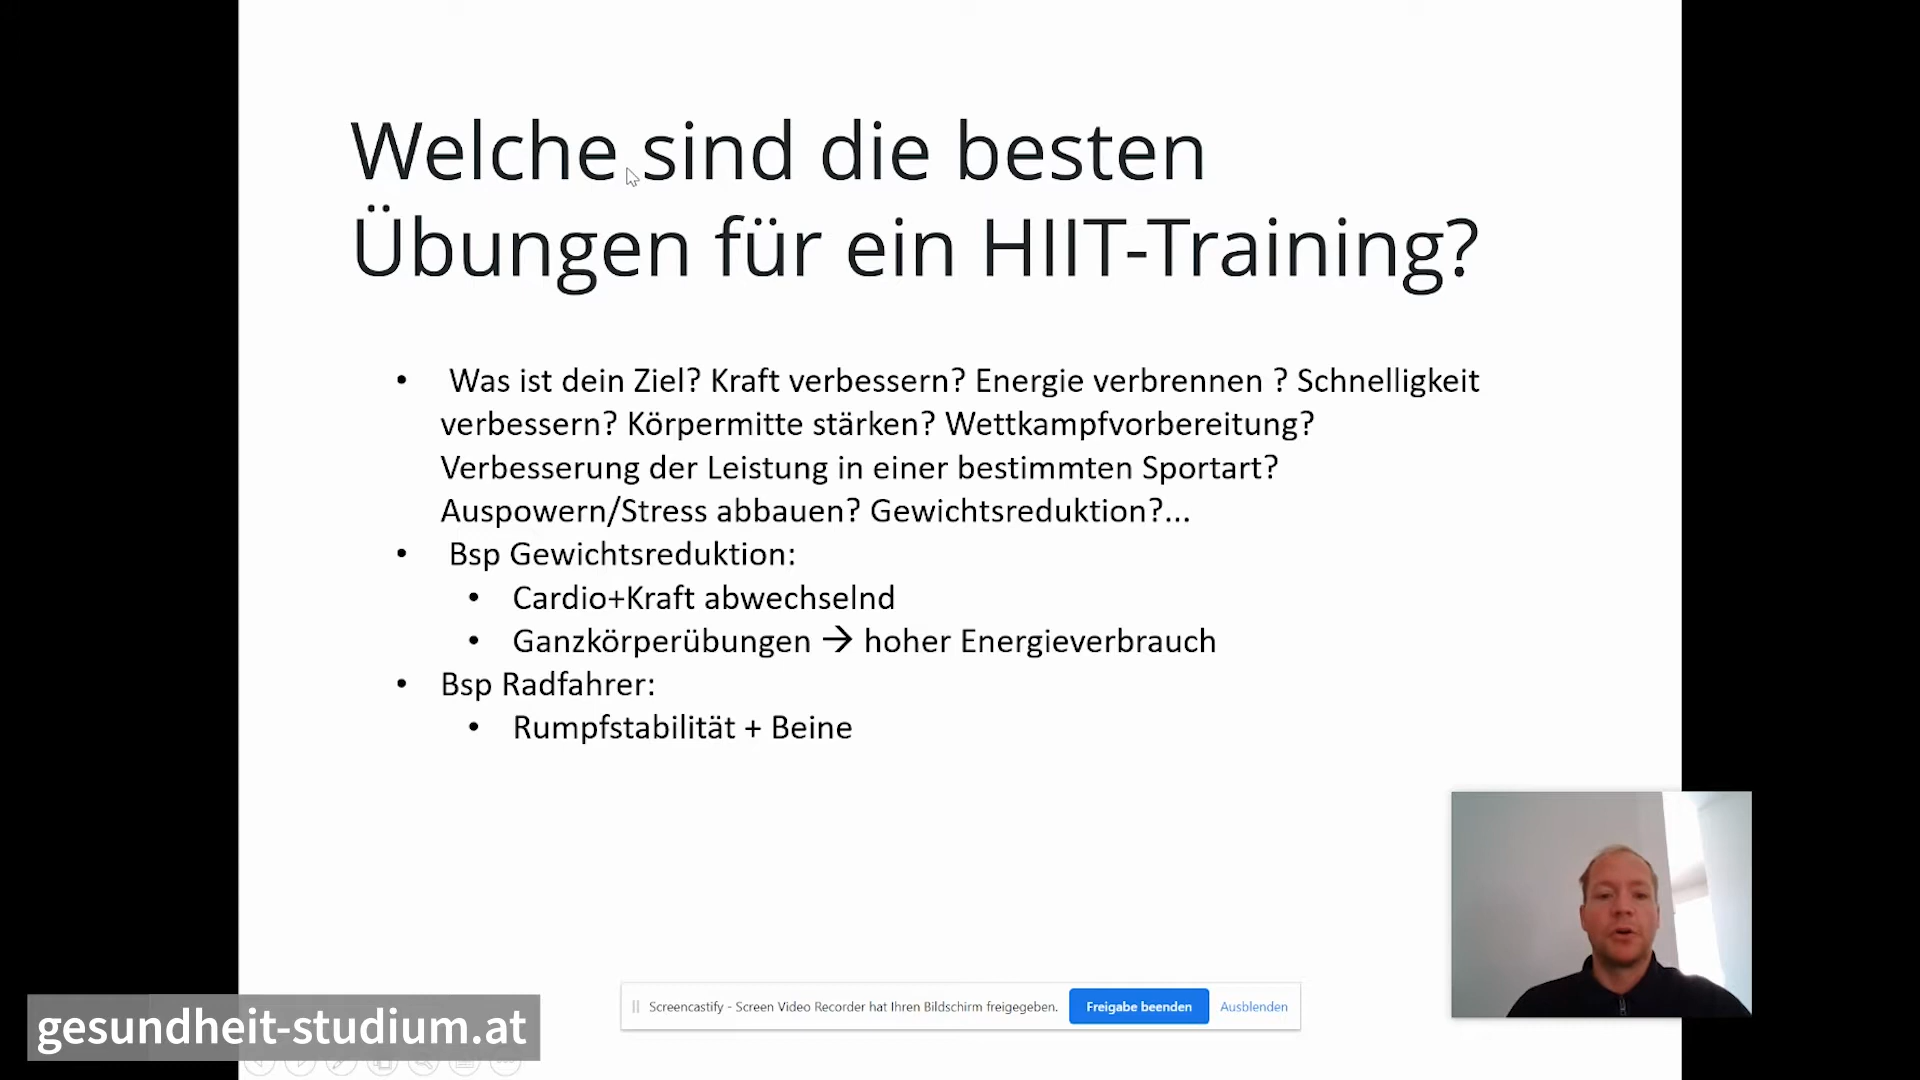 Welche sind die besten
Übungen für ein HIIT-Training?
• Was ist dein Ziel? Kraft verbessern? Energie verbrennen ? Schnelligkeit
verbessern? Körpermitte stärken? Wettkampfvorbereitung?
Verbesserung der Leistung in einer bestimmten Sportart?
Auspowern/Stress abbauen? Gewichtsreduktion?...
• Bsp Gewichtsreduktion:
• Cardio+Kraft abwechselnd
• Ganzkörperübungen → hoher Energieverbrauch
• Bsp Radfahrer:
• Rumpfstabilität + Beine
Screencastify - Screen Video Recorder hat Ihren Bildschirm freigegeben. Freigabe beenden Ausblenden
gesundheit-studium.at